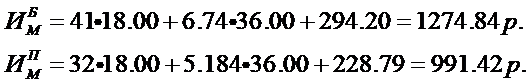 И_М^Б = 41•18.00 + 6.74•36.00 + 294.20 = 1274.84 р.
И_М^П = 32•18.00 + 5.184•36.00 + 228.79 = 991.42 р.